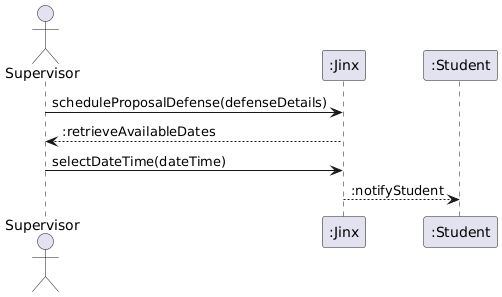 Supervisor
:Jinx
:Student
scheduleProposalDefense(defenseDetails)
:retrieveAvailableDates
selectDateTime(dateTime)
:notifyStudent
Supervisor
:Jinx
:Student